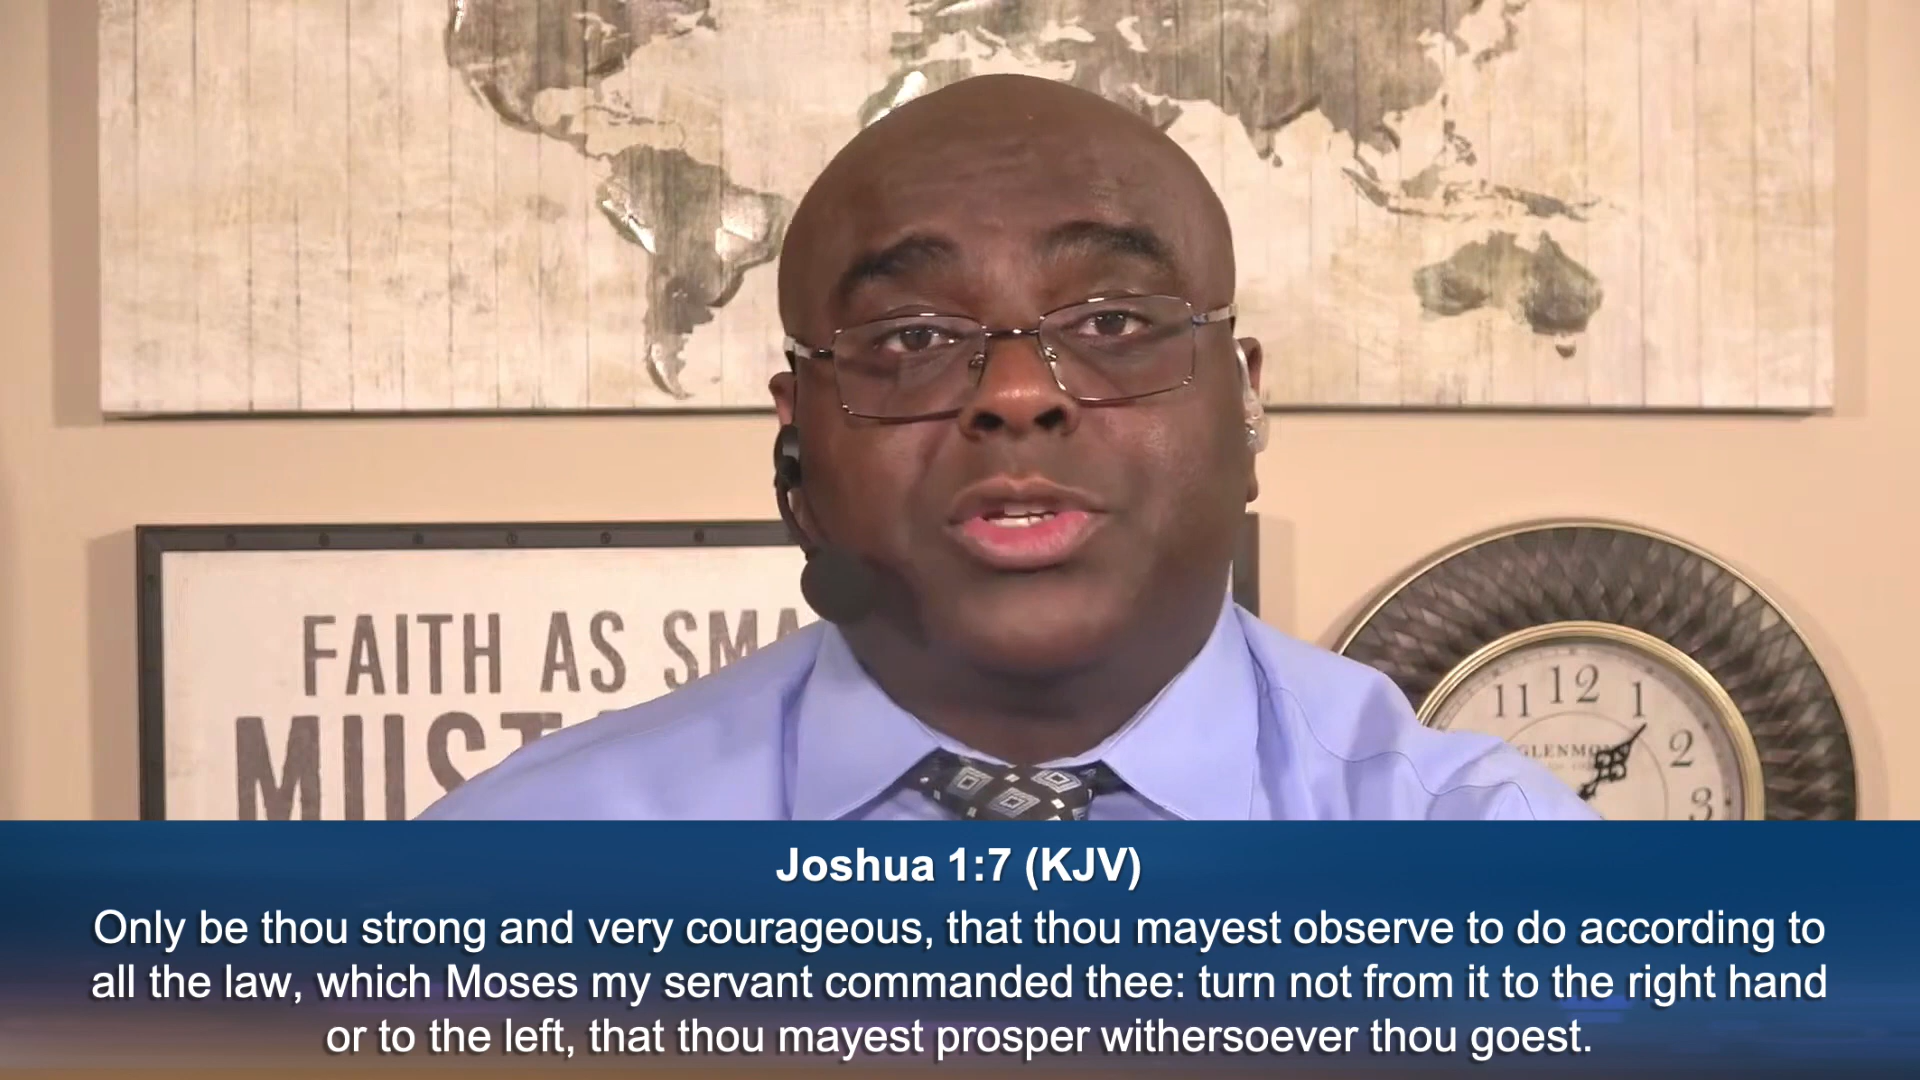 FAITH AS SMA
MUST
11 12 1
2
3
Joshua 1:7 (KJV)
Only be thou strong and very courageous, that thou mayest observe to do according to
all the law, which Moses my servant commanded thee: turn not from it to the right hand
or to the left, that thou mayest prosper withersoever thou goest.